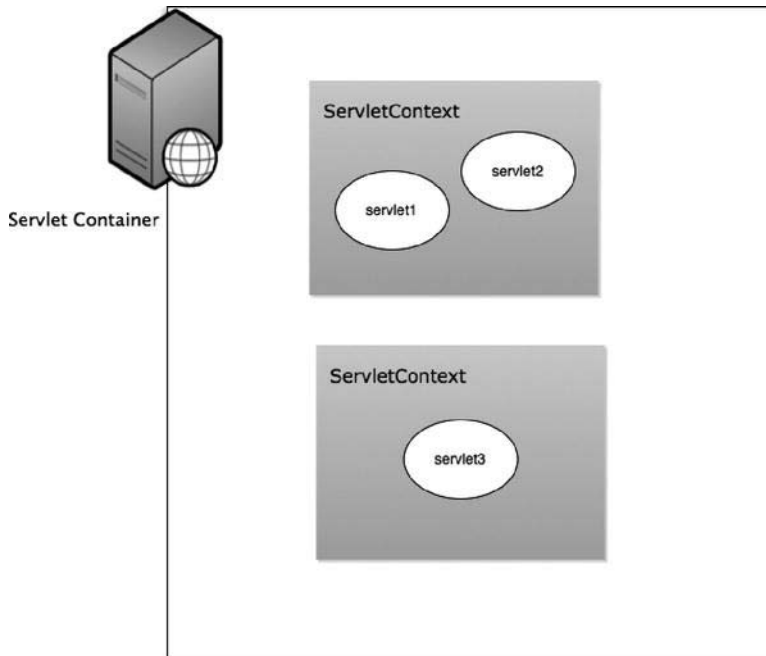 ServletContext
servlet2
servlet1
Servlet Container
ServletContext
servlet3